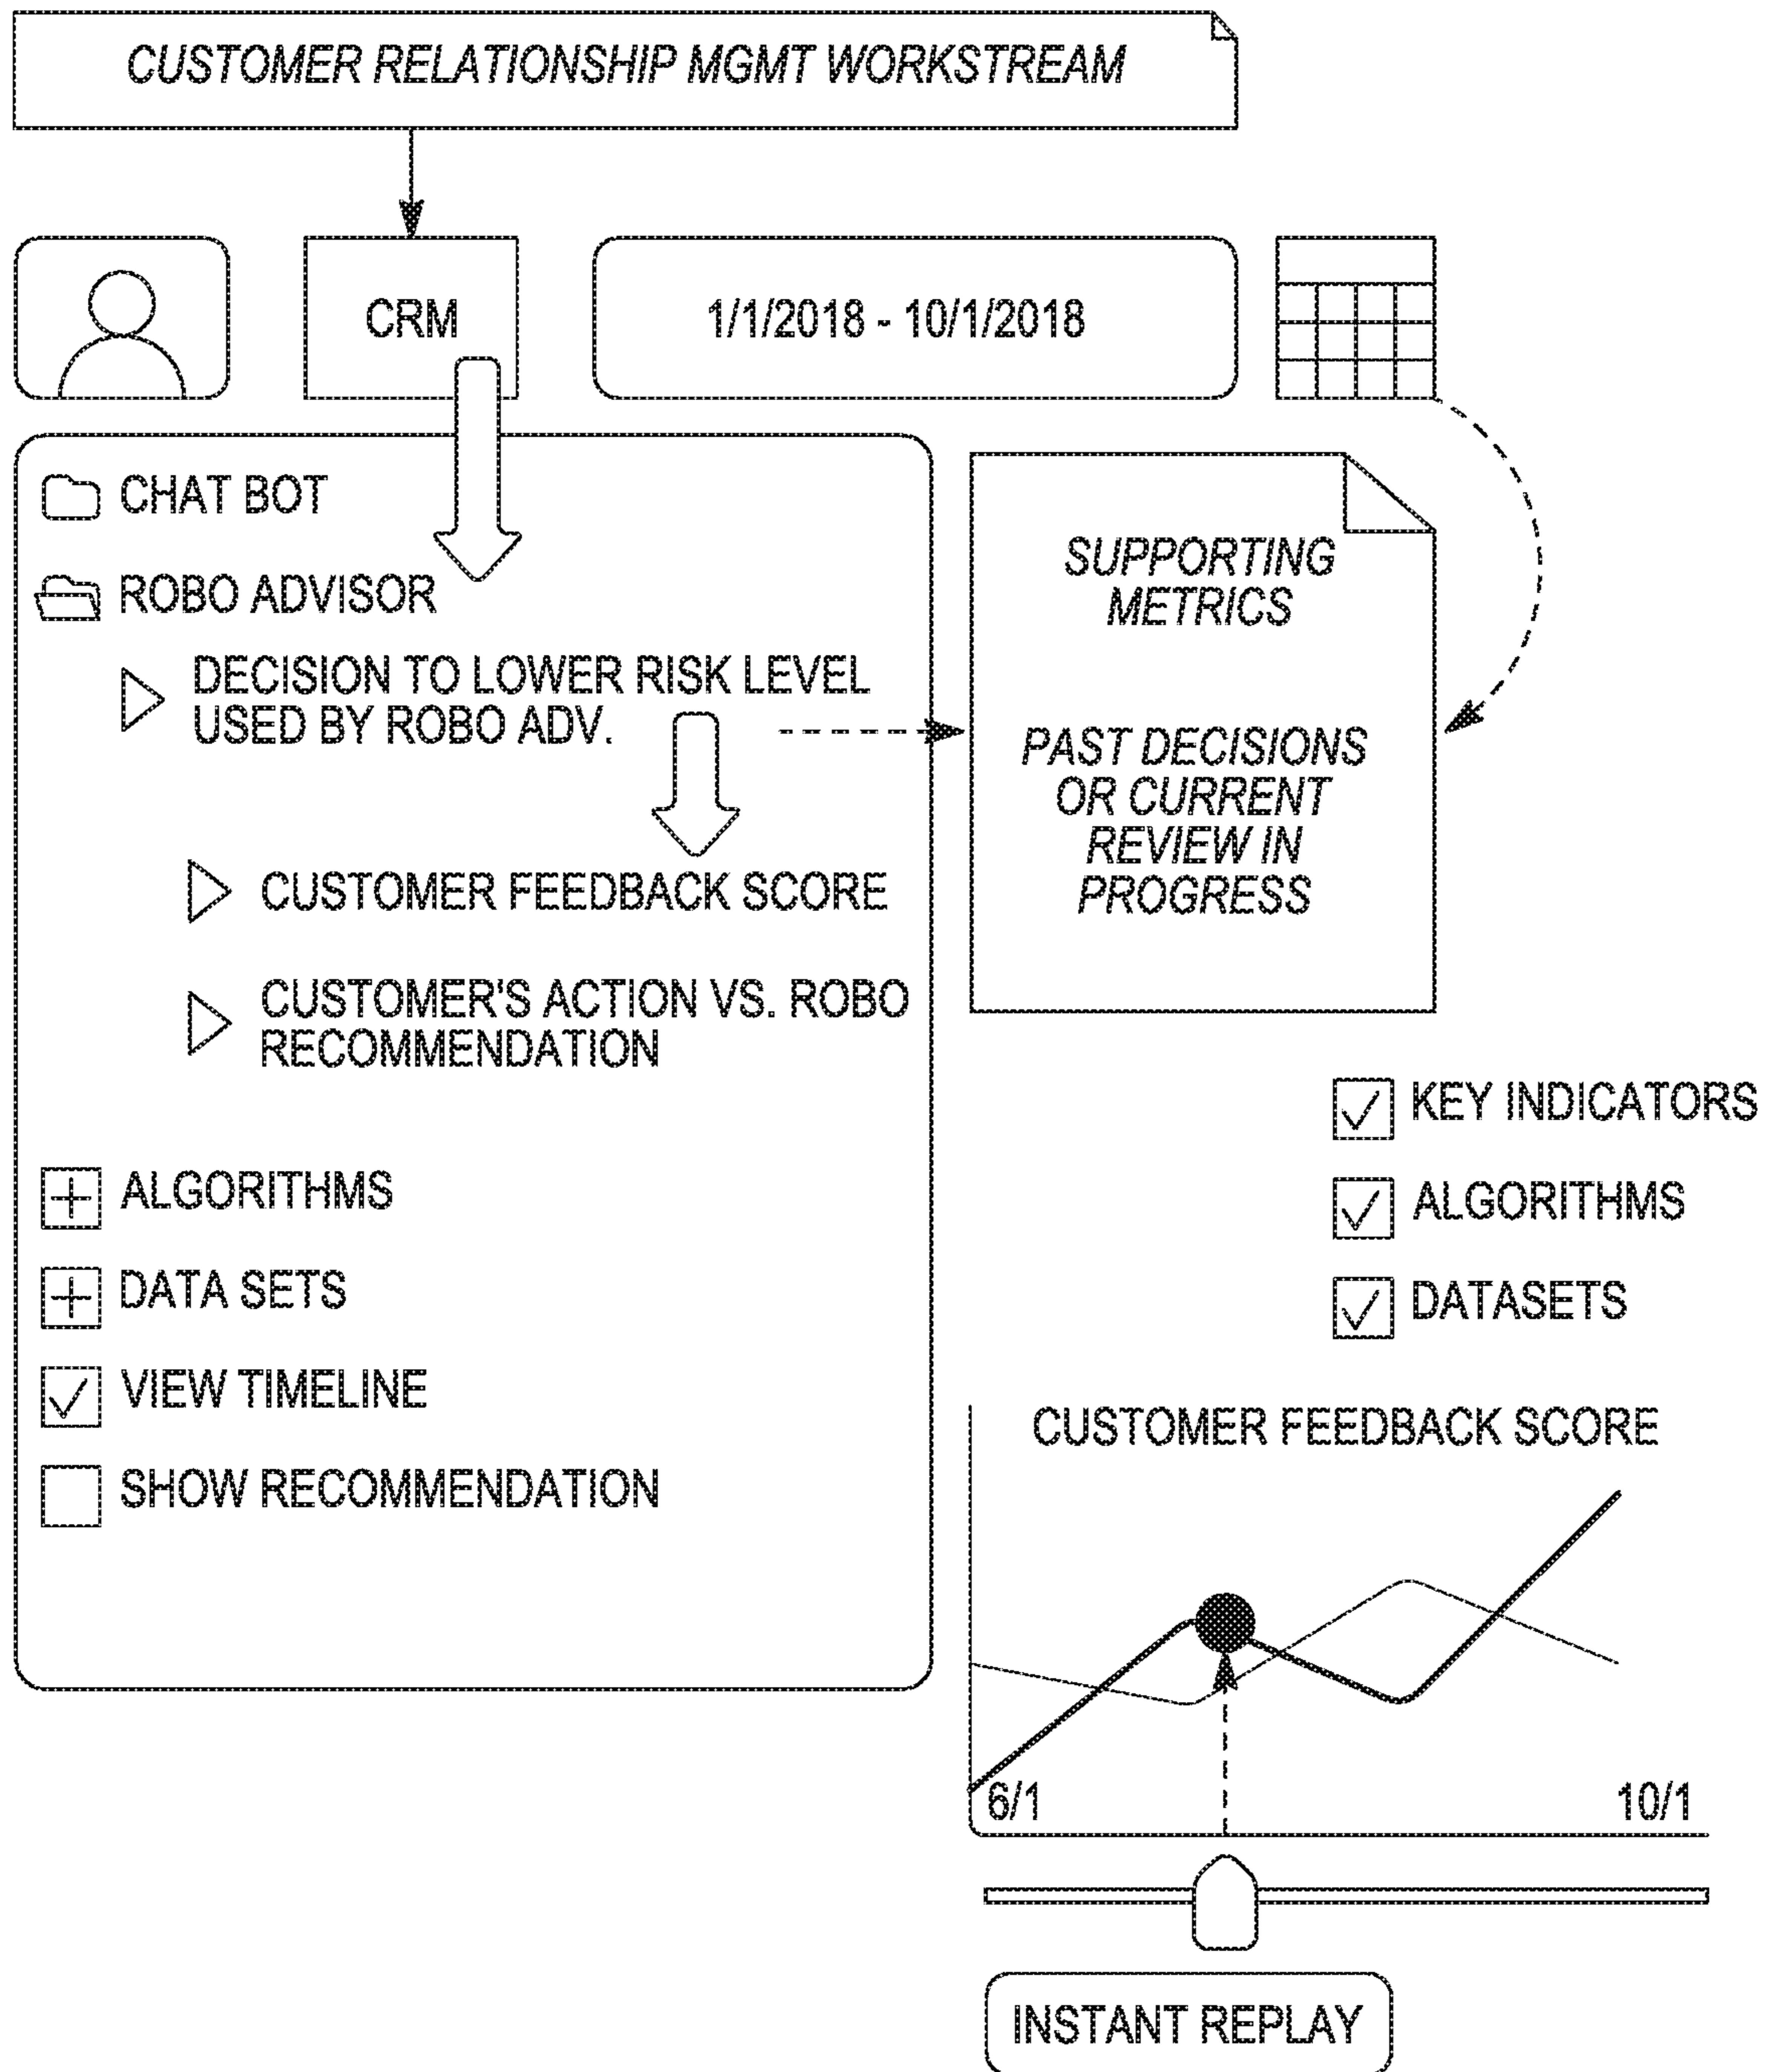 CUSTOMER RELATIONSHIP MGMT WORKSTREAM
CRM
1/1/2018 - 10/1/2018
CHAT BOT
ROBO ADVISOR
DECISION TO LOWER RISK LEVEL
USED BY ROBO ADV.
CUSTOMER FEEDBACK SCORE
CUSTOMER'S ACTION VS. ROBO
RECOMMENDATION
ALGORITHMS
DATA SETS
VIEW TIMELINE
SHOW RECOMMENDATION
SUPPORTING
METRICS
PAST DECISIONS
OR CURRENT
REVIEW IN
PROGRESS
KEY INDICATORS
ALGORITHMS
DATASETS
CUSTOMER FEEDBACK SCORE
6/1
10/1
INSTANT REPLAY